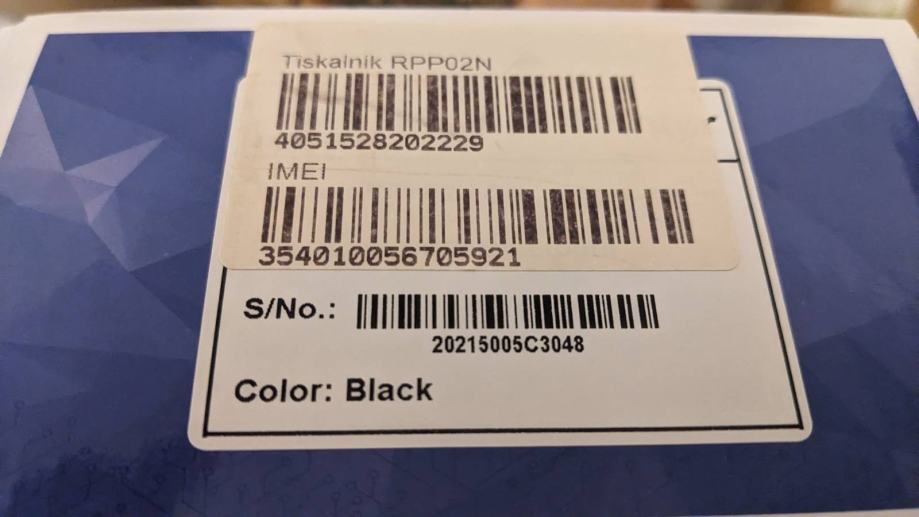 Tiskalnik RPP02N
4051528202229
IMEI
354010056705921
S/No.:
20215005C3048
Color: Black